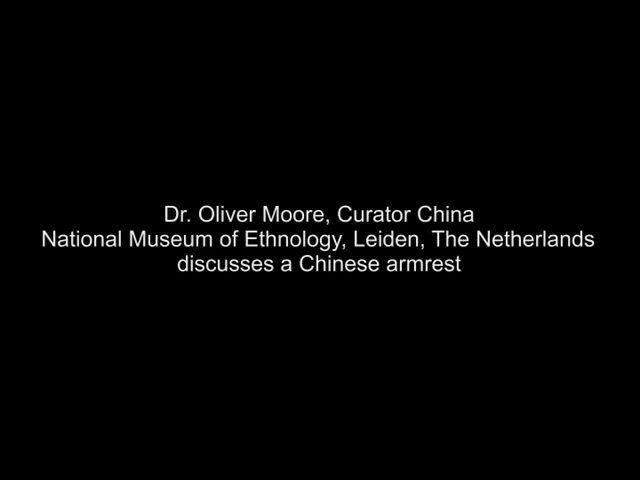 Dr. Oliver Moore, Curator China
National Museum of Ethnology, Leiden, The Netherlands
discusses a Chinese armrest